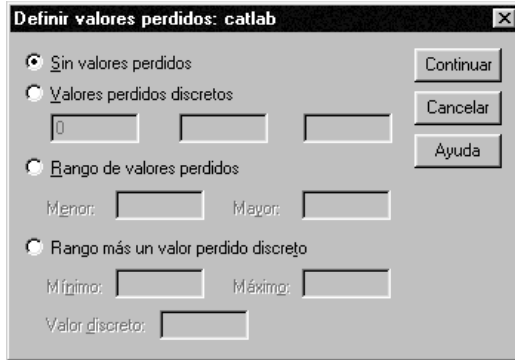 Definir valores perdidos: catlab
Sin valores perdidos
Continuar
Valores perdidos discretos
Cancelar
0
Ayuda
Rango de valores perdidos
Menor: Mayor:
Rango más un valor perdido discreto
Mínimo: Máximo:
Valor discreto: